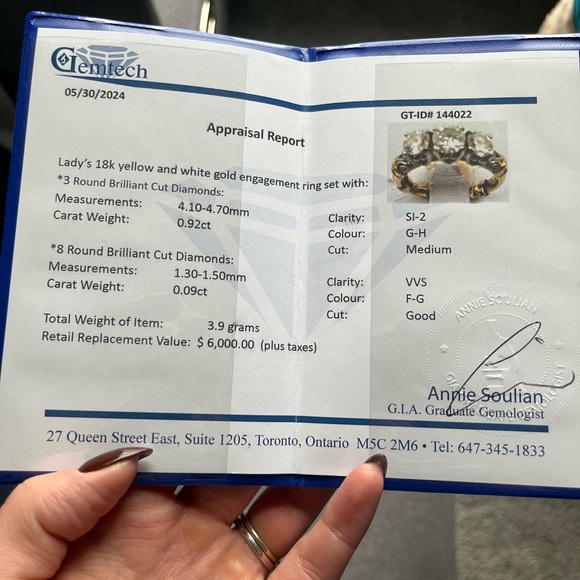 Gemtech
05/30/2024
GT-ID# 144022
Appraisal Report
Lady's 18k yellow and white gold engagement ring set with:
*3 Round Brilliant Cut Diamonds:
Measurements: 4.10-4.70mm
Carat Weight: 0.92ct
Clarity: SI-2
Colour: G-H
Cut: Medium
*8 Round Brilliant Cut Diamonds:
Measurements: 1.30-1.50mm
Carat Weight: 0.09ct
Clarity: VVS
Colour: F-G
Cut: Good
Total Weight of Item: 3.9 grams
Retail Replacement Value: $ 6,000.00 (plus taxes)
ANNIE SOULIAN
Annie Soulian
G.I.A. Graduate Gemologist
27 Queen Street East, Suite 1205, Toronto, Ontario M5C 2M6 • Tel: 647-345-1833